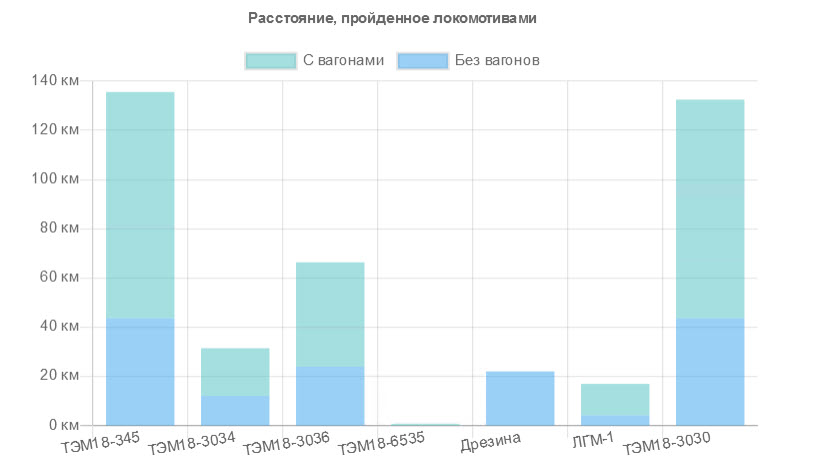 Расстояние, пройденное локомотивами
С вагонами
Без вагонов
140 км
120 км
100 км
80 км
60 км
40 км
20 км
0 км
ТЭМ18-345
ТЭМ18-3034
ТЭМ18-3036
ТЭМ18-6535
Дрезина
ЛГМ-1
ТЭМ18-3030